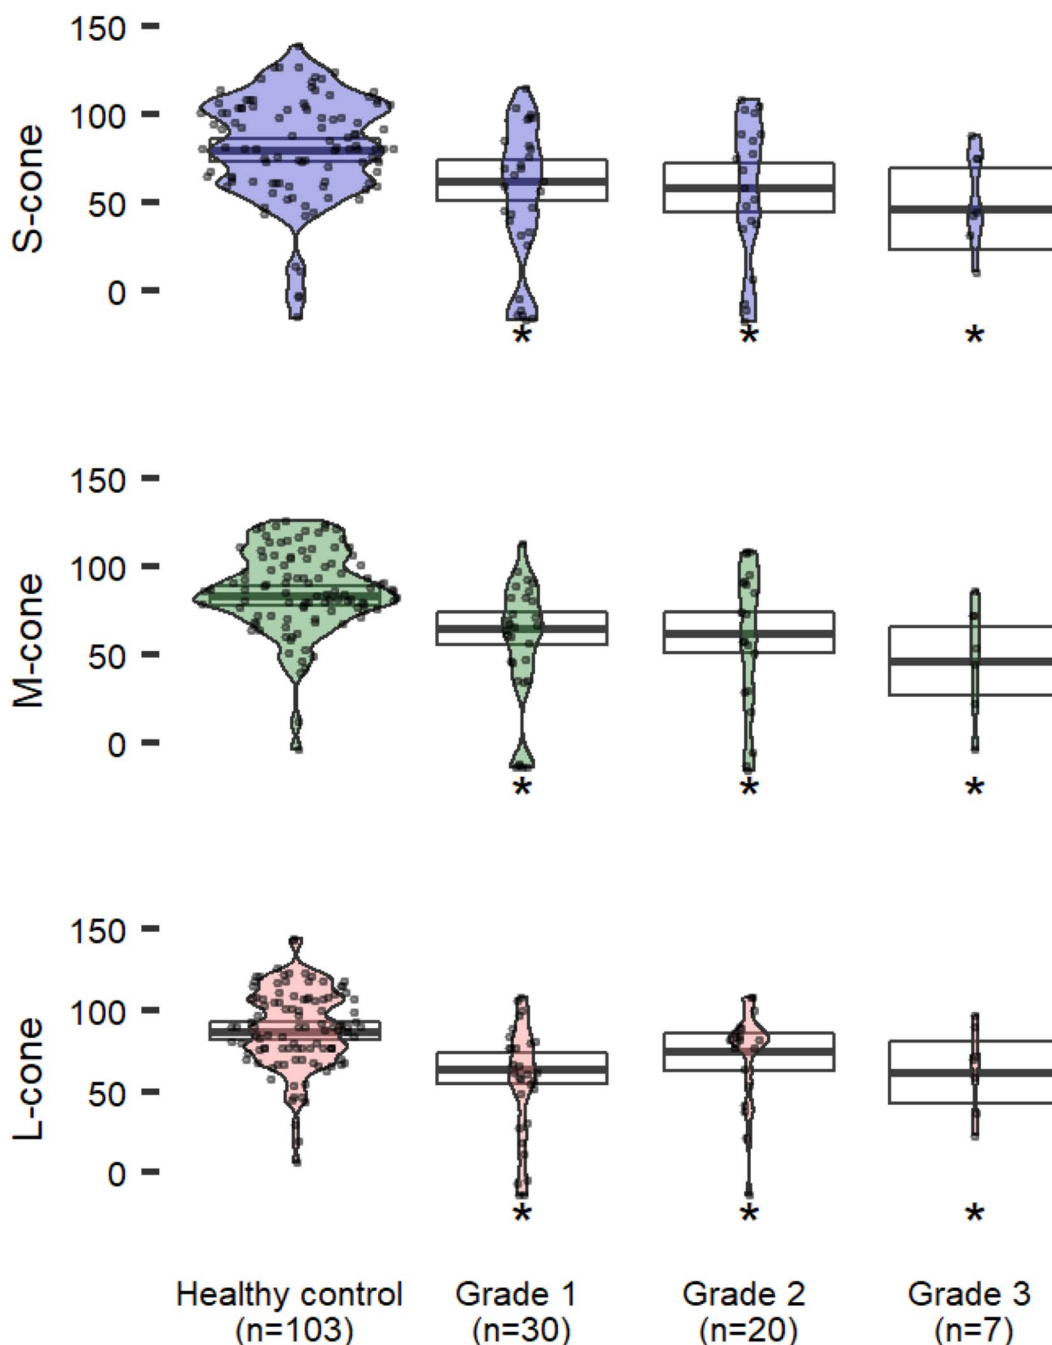 S-cone
150
100
50
0
*
*
*
M-cone
150
100
50
0
*
*
*
L-cone
150
100
50
0
*
*
*
Healthy control
(n=103)
Grade 1
(n=30)
Grade 2
(n=20)
Grade 3
(n=7)